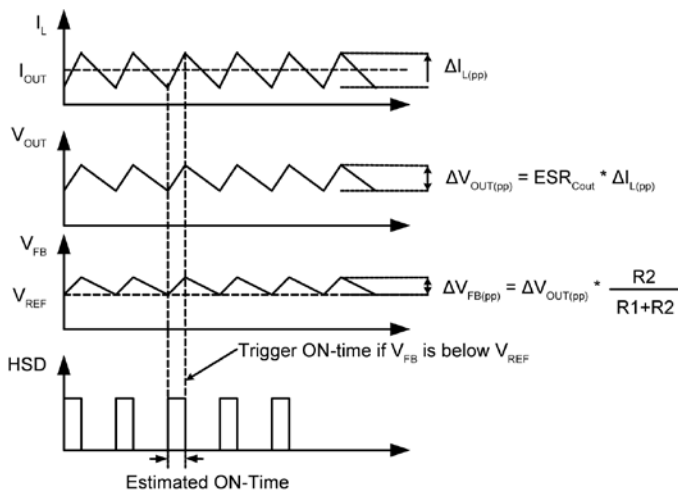 I_L
I_OUT
ΔI_L(pp)
V_OUT
ΔV_OUT(pp) = ESR_Cout * ΔI_L(pp)
V_FB
V_REF
ΔV_FB(pp) = ΔV_OUT(pp) * R2
R1+R2
Trigger ON-time if V_FB is below V_REF
HSD
Estimated ON-Time